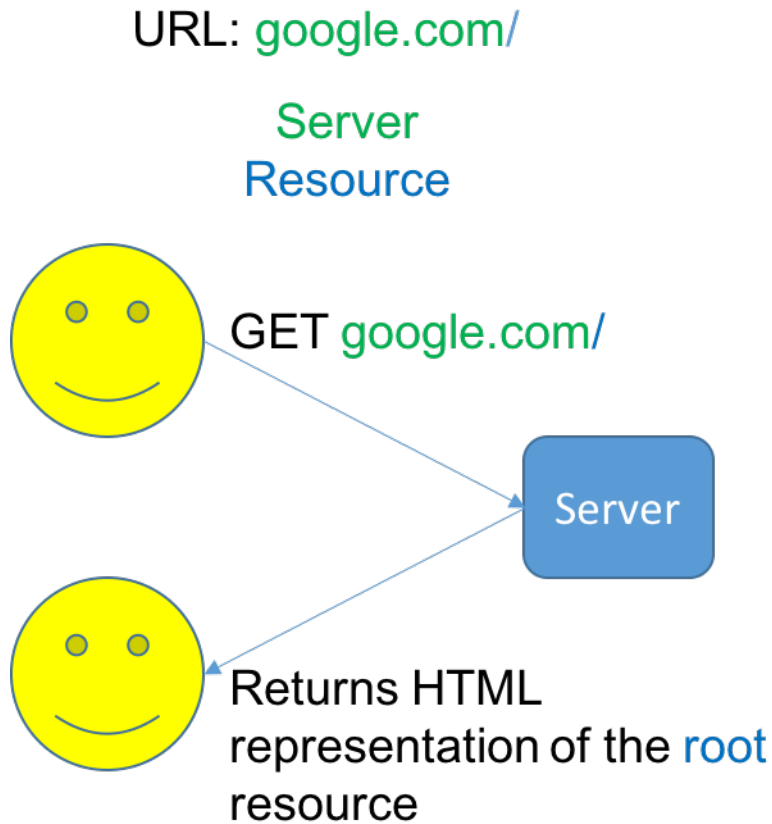 URL: google.com/
Server
Resource
GET google.com/
Server
Returns HTML
representation of the root
resource